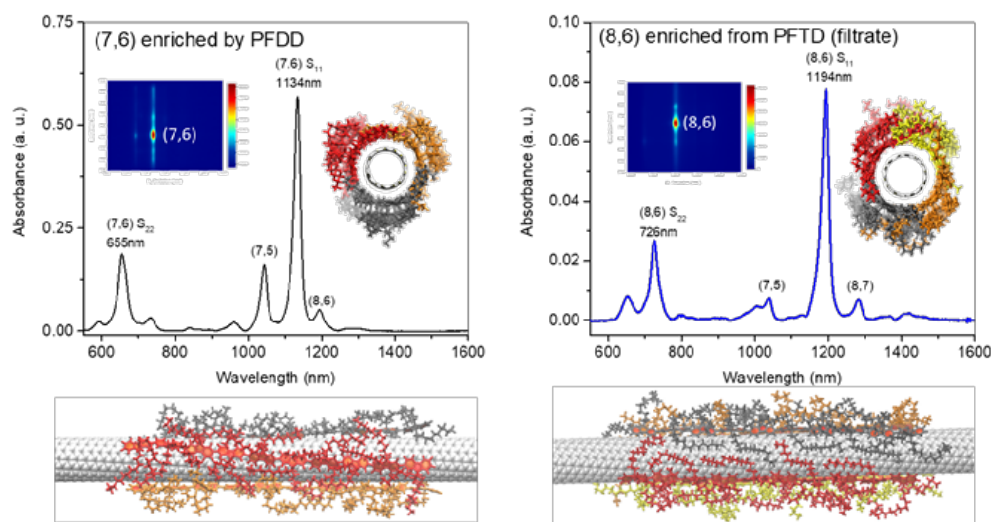 (7,6) enriched by PFDD
(7.6) S11
1134nm
(7,6)
(7.6) S22
655nm
(7,5)
(8,6)
Absorbance (a. u.)
0.75
0.50
0.25
0.00
600 800 1000 1200 1400 1600
Wavelength (nm)
(8,6) enriched from PFTD (filtrate)
(8,6) S11
1194nm
(8,6)
(8,6) S22
726nm
(7,5)
(8,7)
Absorbance (a. u.)
0.10
0.08
0.06
0.04
0.02
0.00
600 800 1000 1200 1400 1600
Wavelength (nm)